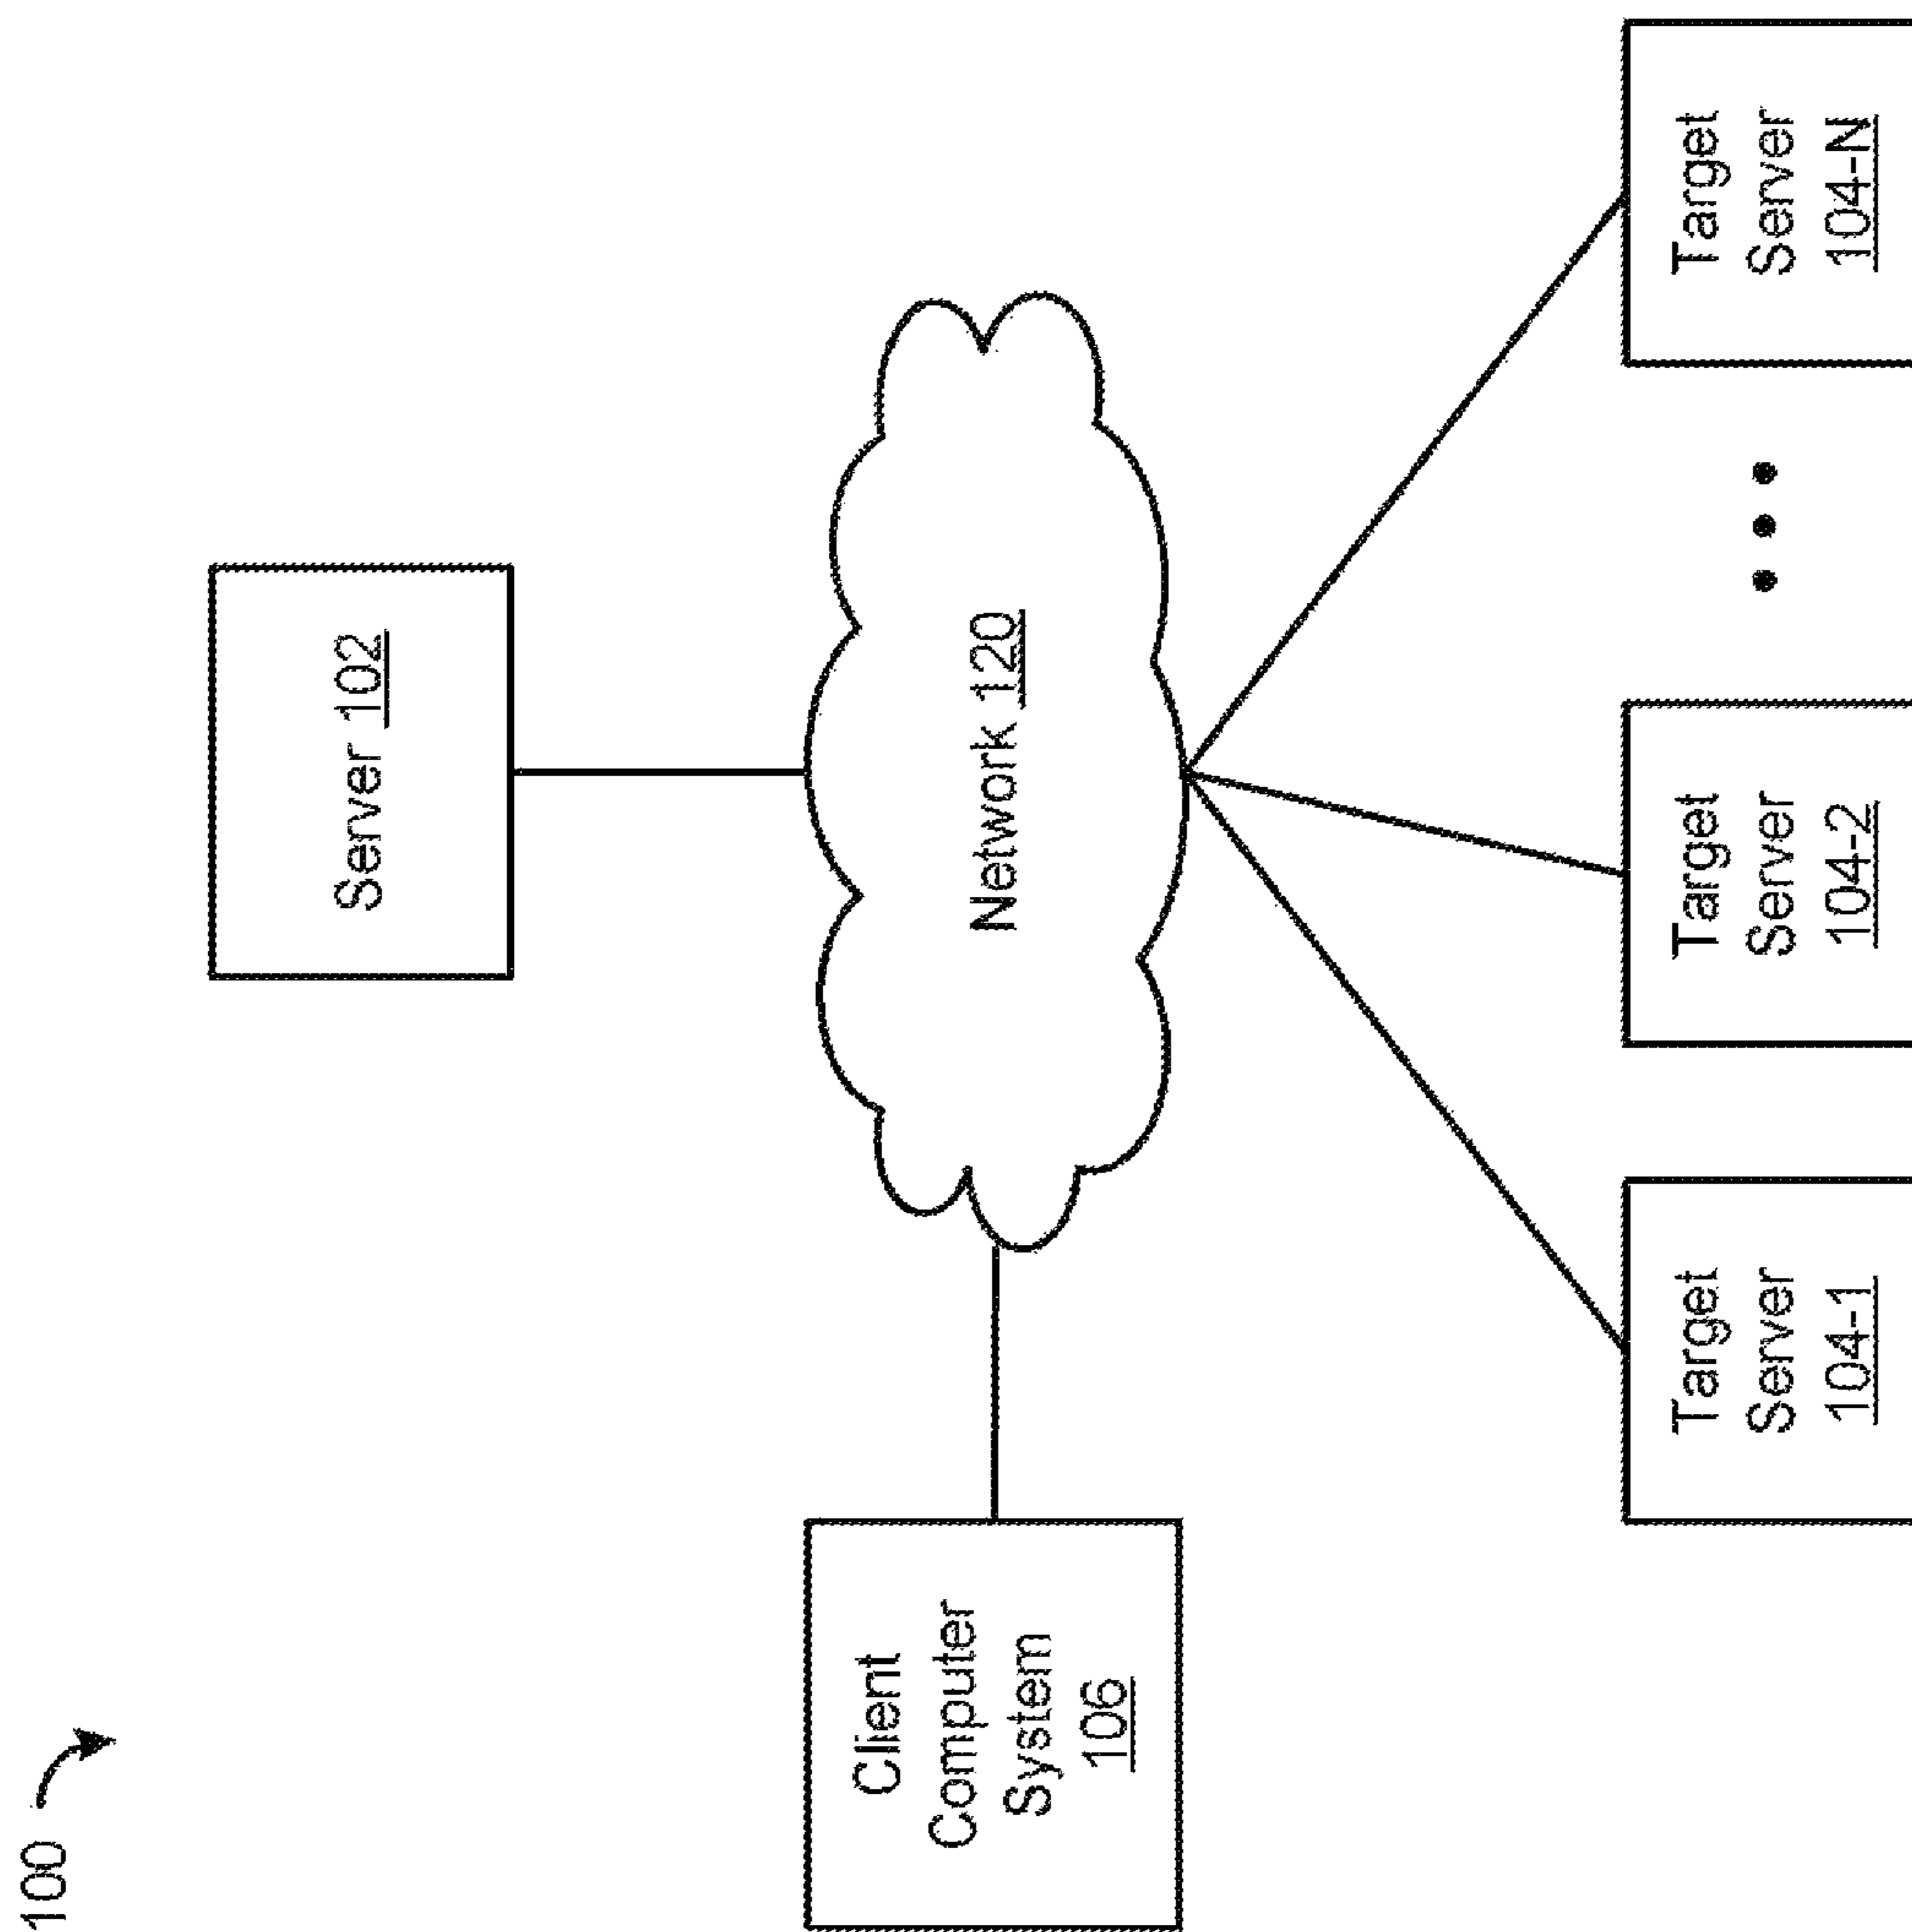 100
Server 102
Client
Computer
System
106
Network 120
Target
Server
104-1
Target
Server
104-2
Target
Server
104-N